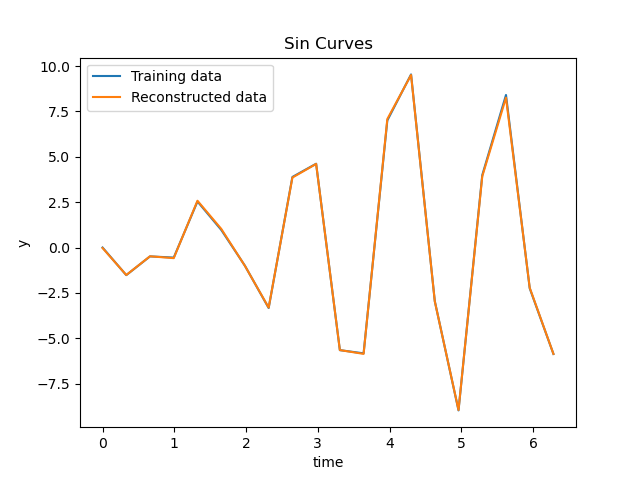 Sin Curves
Training data
Reconstructed data
10.0
7.5
5.0
2.5
0.0
−2.5
−5.0
−7.5
y
0 1 2 3 4 5 6
time